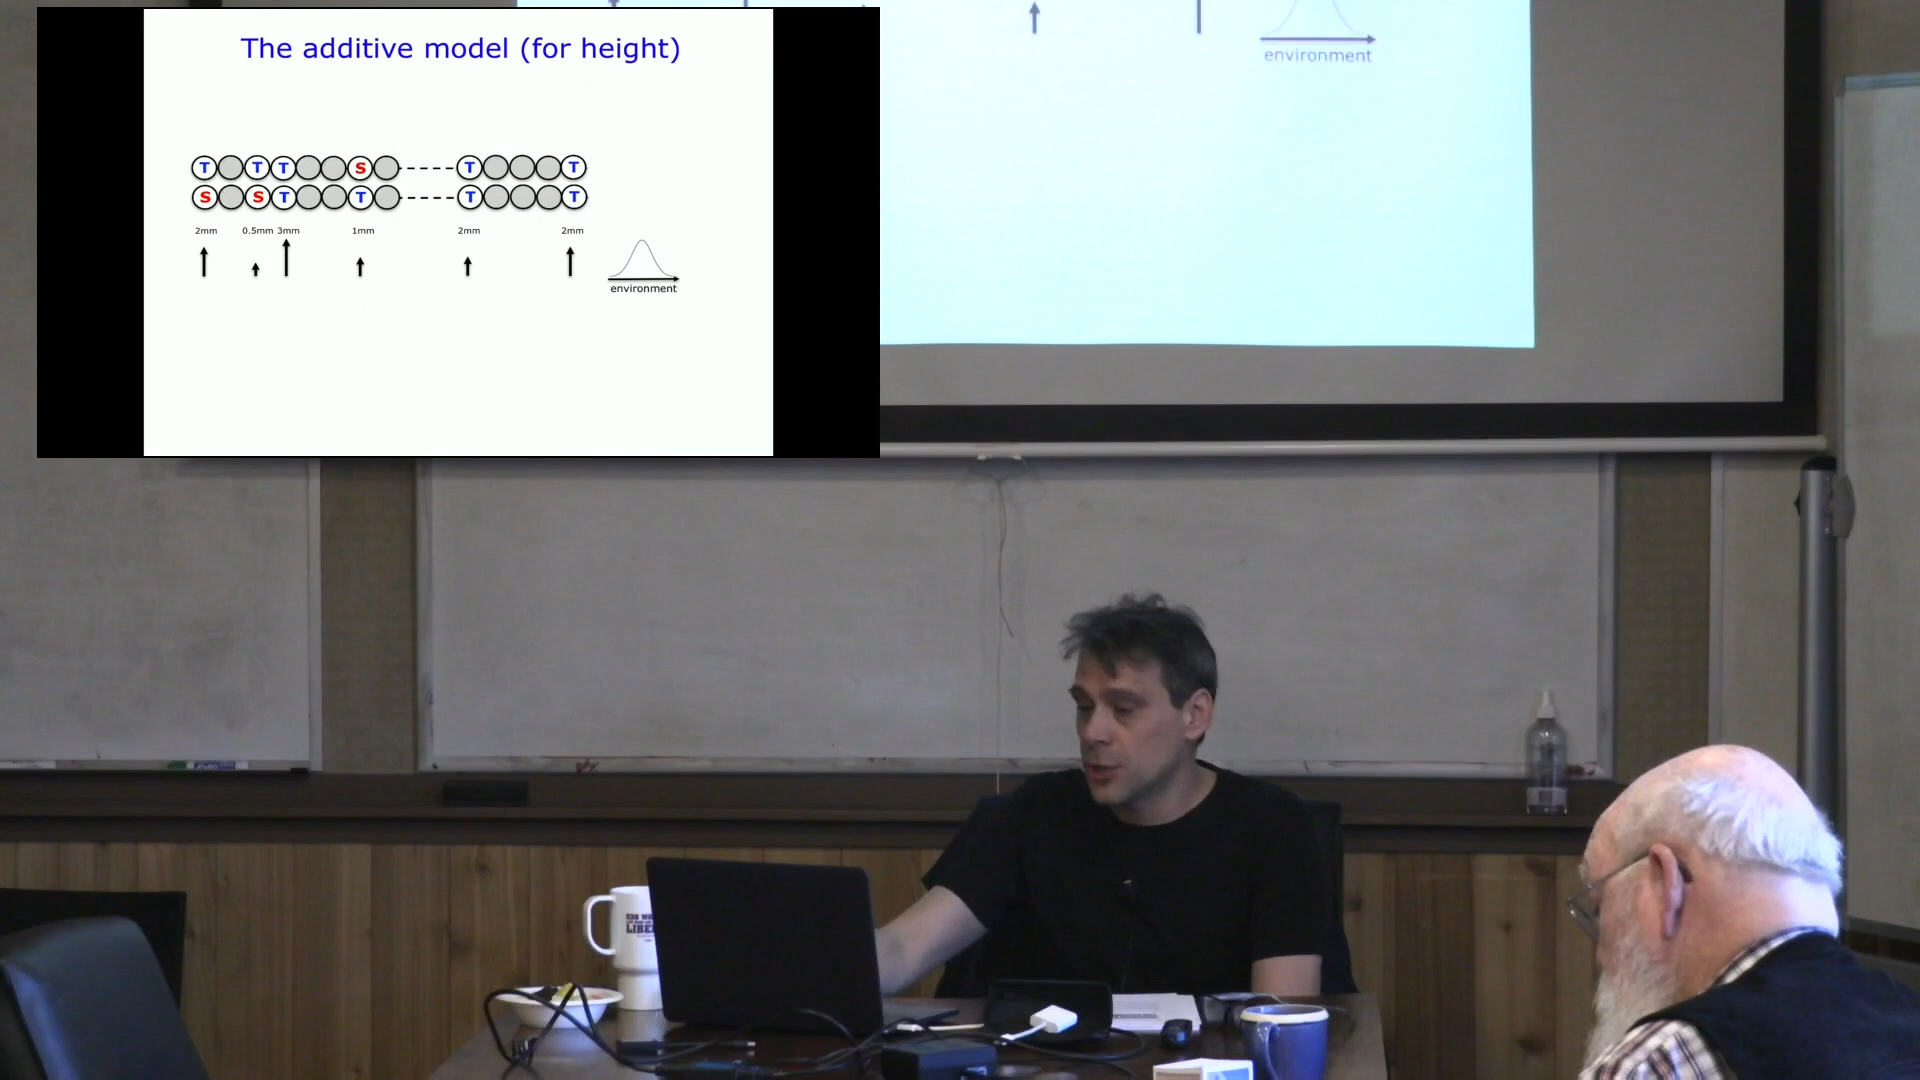 The additive model (for height)
T T T S T T
S S T T T T
2mm 0.5mm 3mm 1mm 2mm 2mm
environment
environment